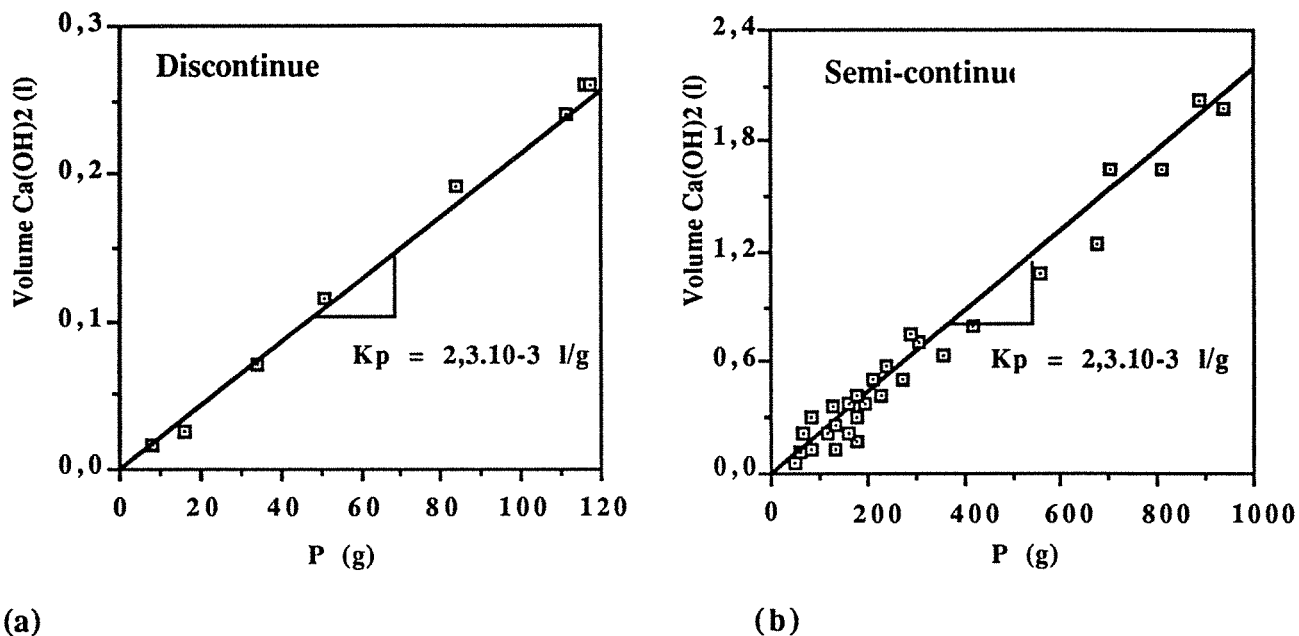 0,3
0,2
0,1
0,0
Volume Ca(OH)2 (l)
Discontinue
Kp = 2,3.10-3 l/g
0 20 40 60 80 100 120
P (g)
(a)
2,4
1,8
1,2
0,6
0,0
Volume Ca(OH)2 (l)
Semi-continu
Kp = 2,3.10-3 l/g
0 200 400 600 800 1000
P (g)
(b)